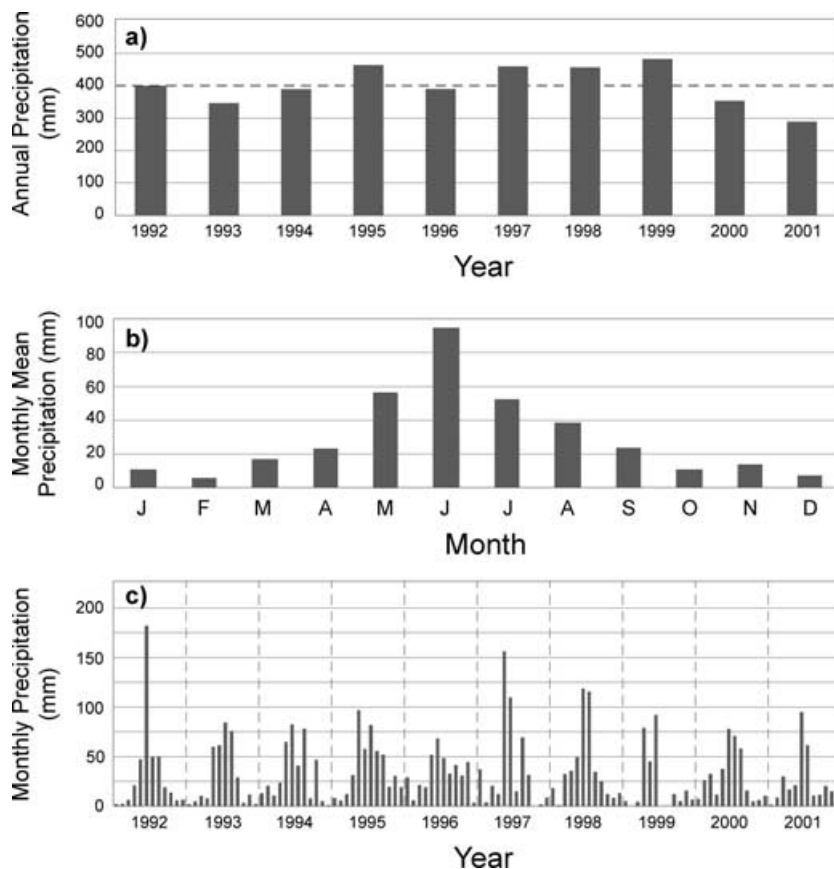 a)
Annual Precipitation
(mm)
600
500
400
300
200
100
0
1992 1993 1994 1995 1996 1997 1998 1999 2000 2001
Year
b)
Monthly Mean
Precipitation (mm)
100
80
60
40
20
0
J F M A M J J A S O N D
Month
c)
Monthly Precipitation
(mm)
200
150
100
50
0
1992 1993 1994 1995 1996 1997 1998 1999 2000 2001
Year